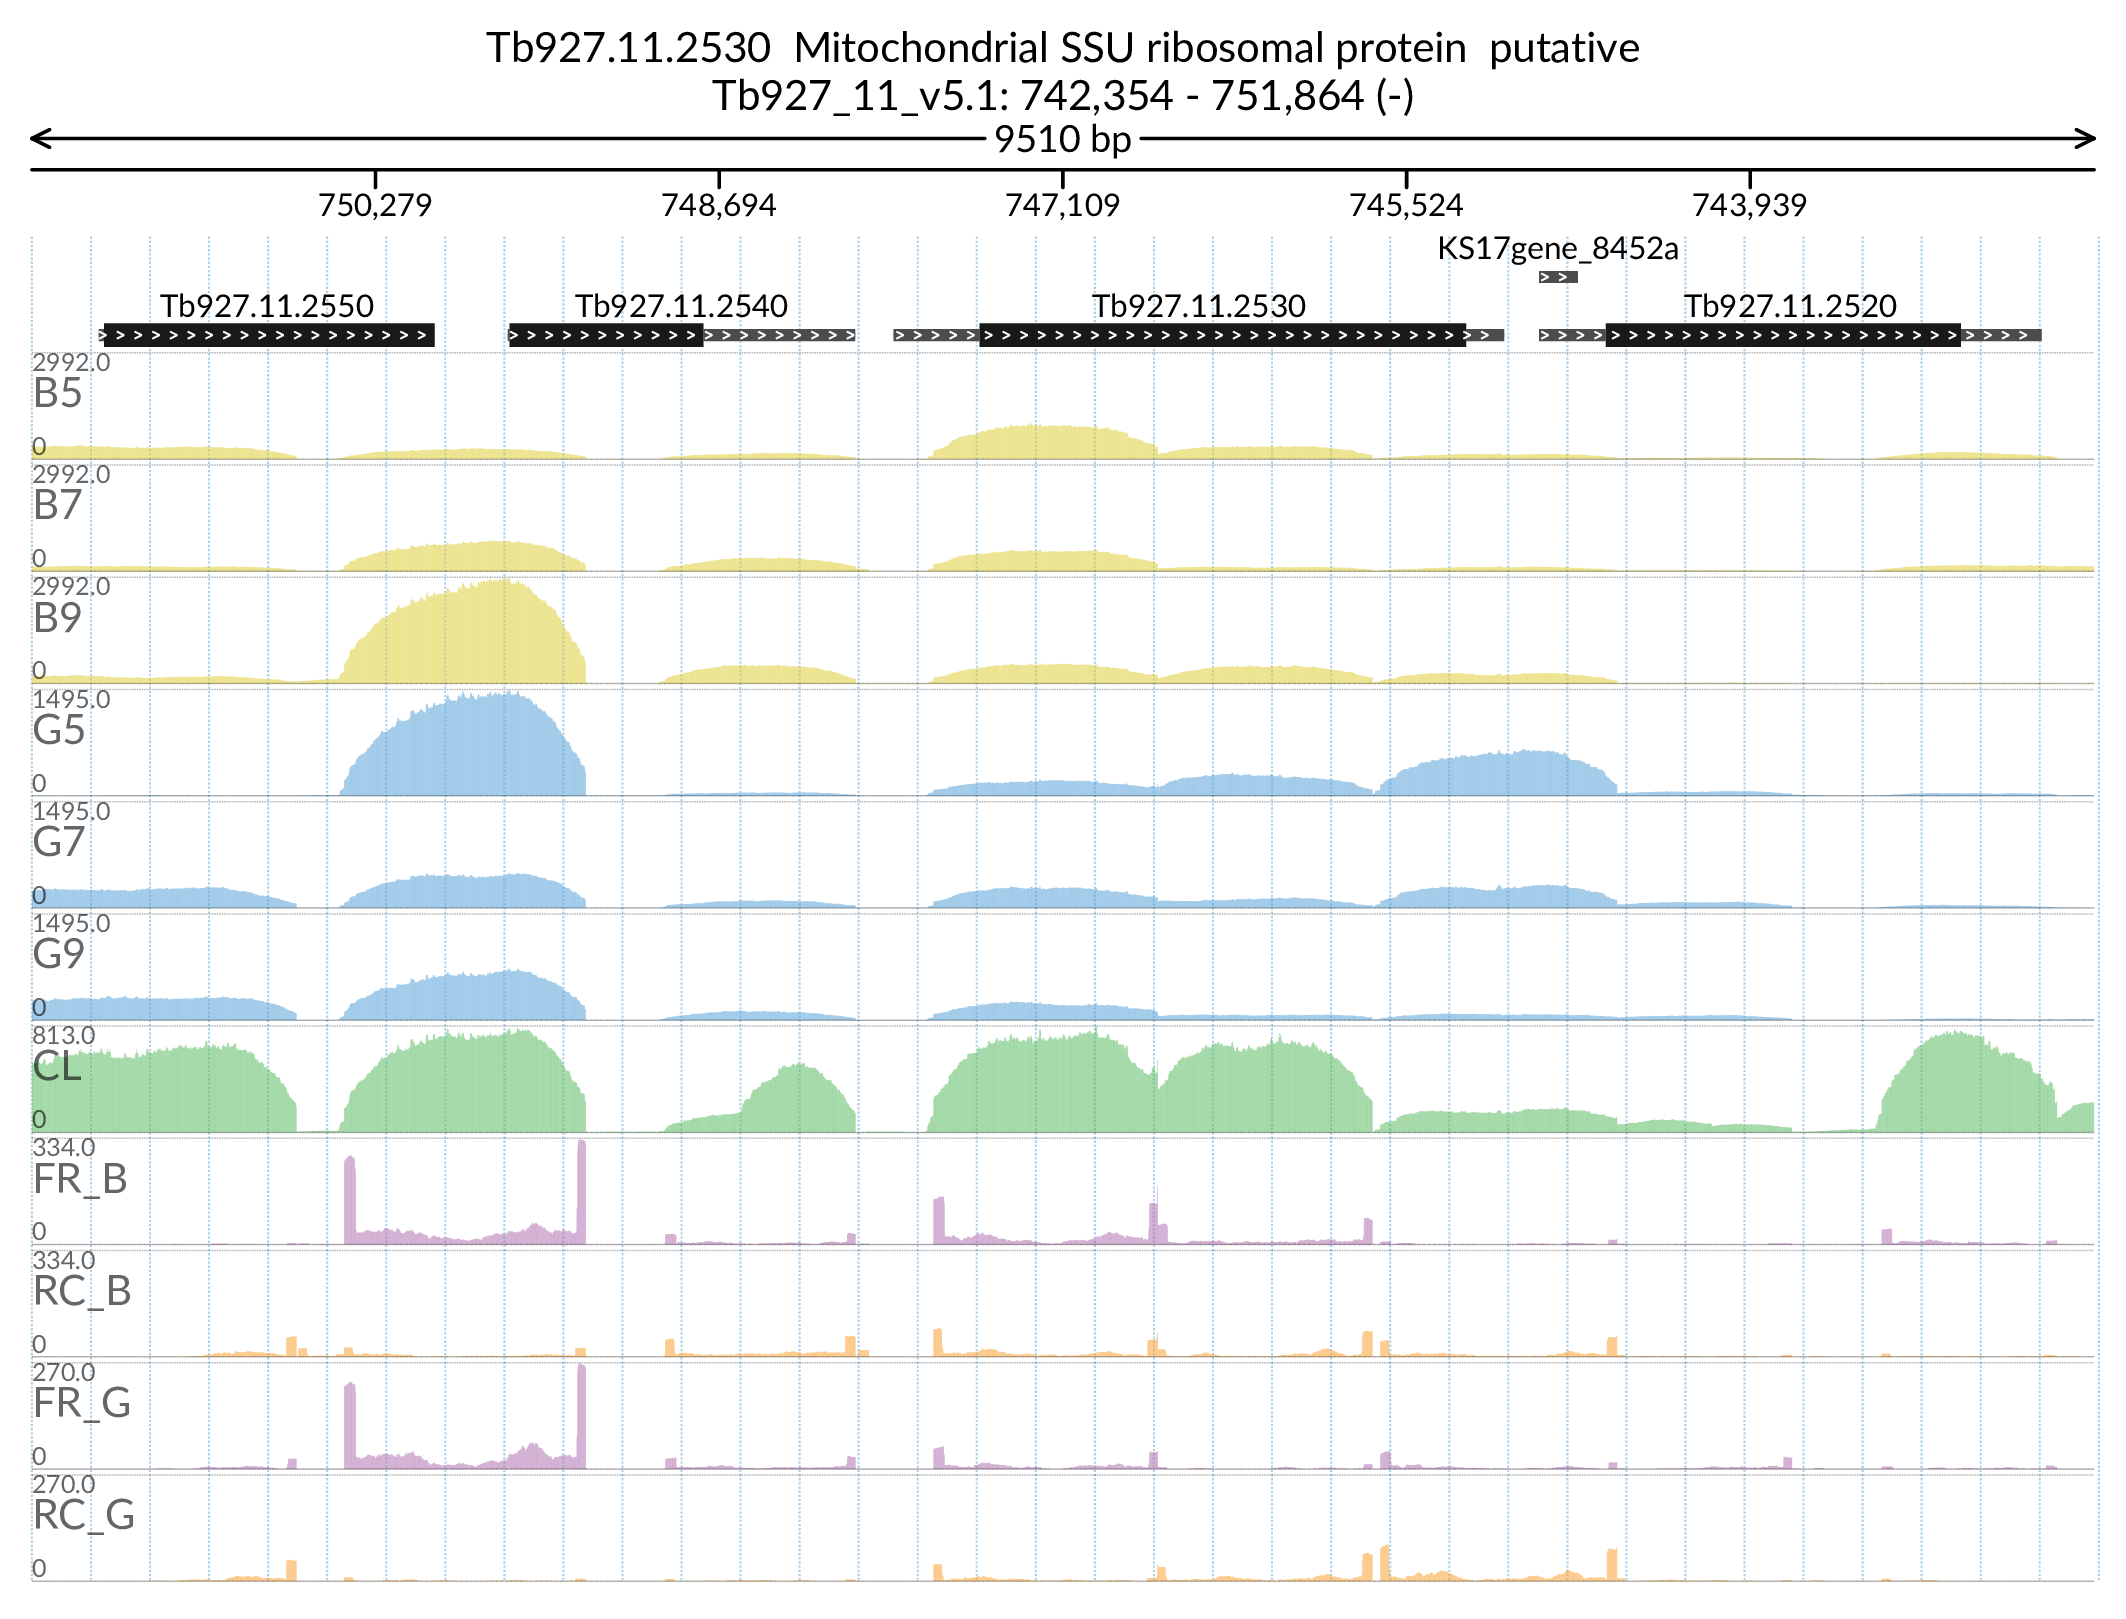 Tb927.11.2530  Mitochondrial SSU ribosomal protein  putative
Tb927_11_v5.1: 742,354 - 751,864 (-)
9510 bp
750,279 748,694 747,109 745,524 743,939
KS17gene_8452a
Tb927.11.2550 Tb927.11.2540 Tb927.11.2530 Tb927.11.2520
2992.0
B5
0
2992.0
B7
0
2992.0
B9
0
1495.0
G5
0
1495.0
G7
0
1495.0
G9
0
813.0
CL
0
334.0
FR_B
0
334.0
RC_B
0
270.0
FR_G
0
270.0
RC_G
0